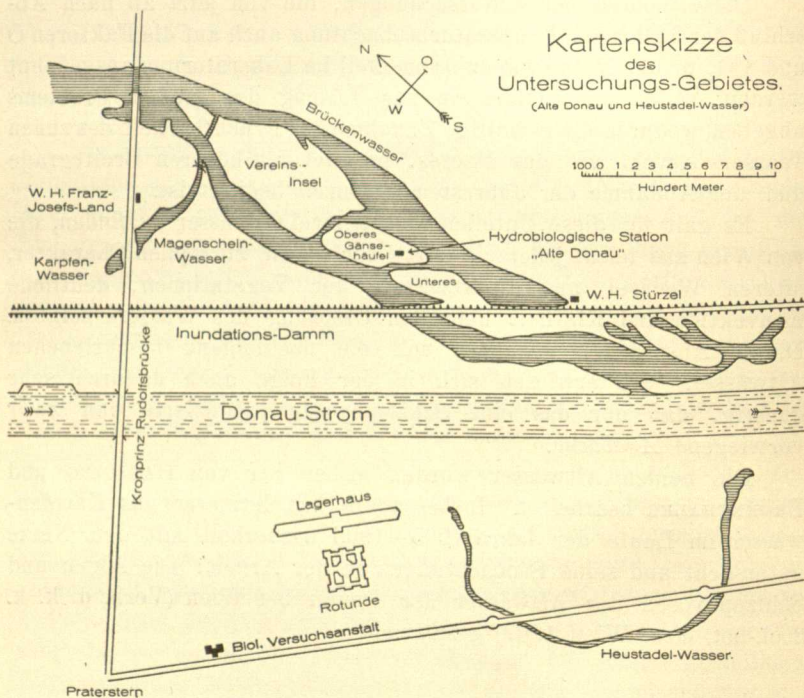 Kartenskizze
des
Untersuchungs-Gebietes.
(Alte Donau und Heustadel-Wasser)
N
O
W
S
100 0 1 2 3 4 5 6 7 8 9 10
Hundert Meter
Brückenwasser
Vereins-
Insel
W. H. Franz-
Josefs-Land
Magenschein-
Wasser
Karpfen-
Wasser
Oberes
Gänse-
häufel
Unteres
Hydrobiologische Station
„Alte Donau"
W. H. Stürzel
Inundations-Damm
Kronprinz Rudolfsbrücke
Donau-Strom
Lagerhaus
Rotunde
Biol. Versuchsanstalt
Heustadel-Wasser.
Praterstern